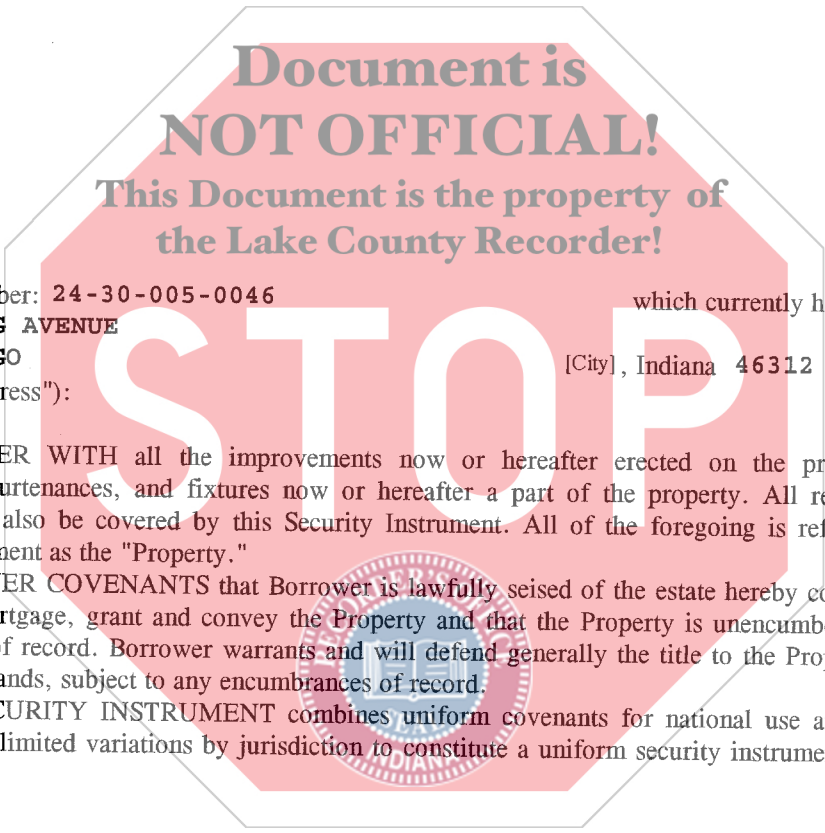 Document is
NOT OFFICIAL!
This Document is the property of
the Lake County Recorder!
ber: 24-30-005-0046 which currently h
G AVENUE
GO [City], Indiana 46312
ress"):
STOP
ER WITH all the improvements now or hereafter erected on the pr
urtenances, and fixtures now or hereafter a part of the property. All re
also be covered by this Security Instrument. All of the foregoing is ref
ment as the "Property."
ER COVENANTS that Borrower is lawfully seised of the estate hereby co
rtgage, grant and convey the Property and that the Property is unencumb
f record. Borrower warrants and will defend generally the title to the Prop
ands, subject to any encumbrances of record.
CURITY INSTRUMENT combines uniform covenants for national use a
limited variations by jurisdiction to constitute a uniform security instrume
RECORDER'S OFFICE
SEAL
INDIANA